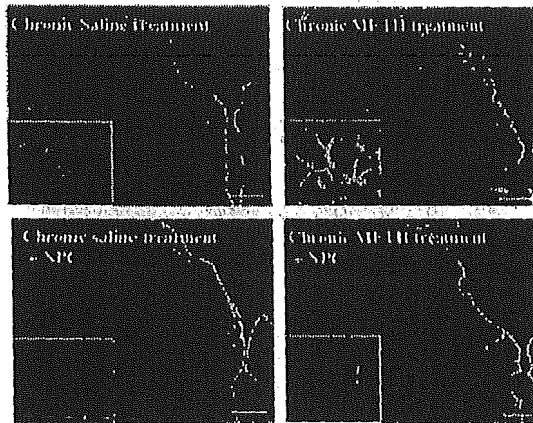 Chronic Saline Treatment
Chronic METH treatment
Chronic saline treatment
+ NPC
Chronic METH treatment
+ NPC